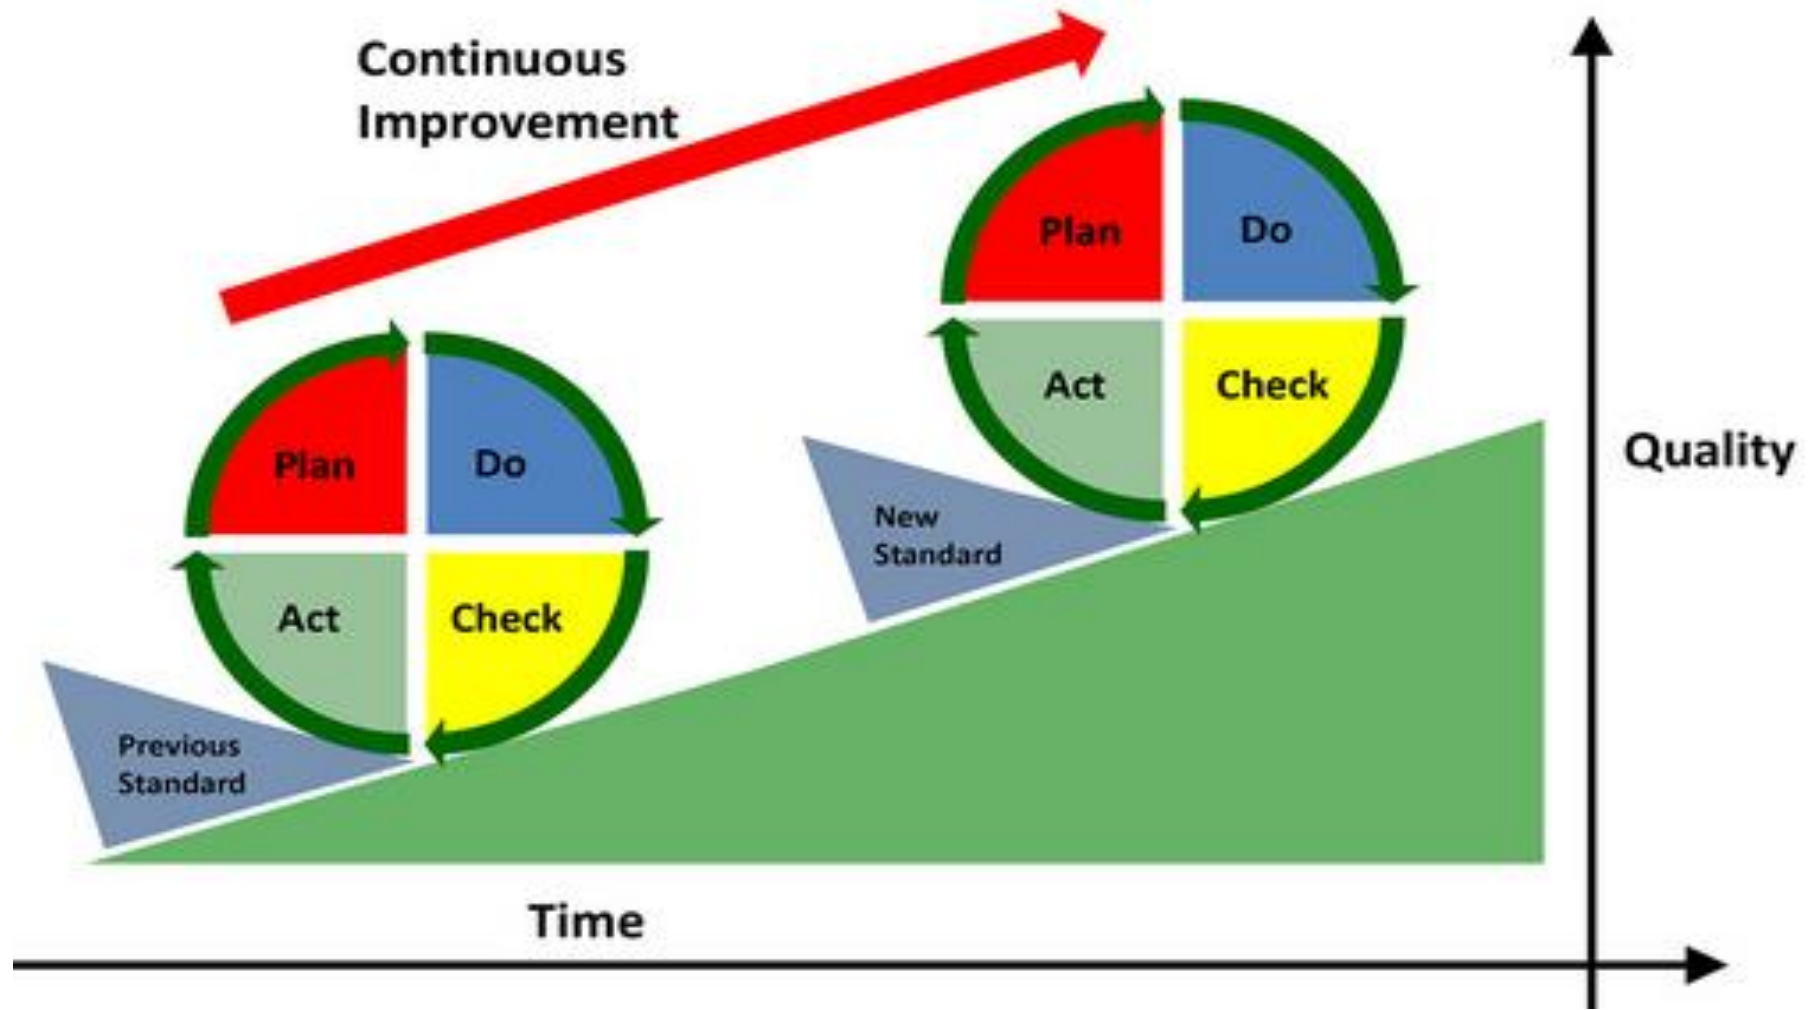 Continuous
Improvement
Plan
Do
Act
Check
New
Standard
Quality
Plan
Do
Act
Check
Previous
Standard
Time